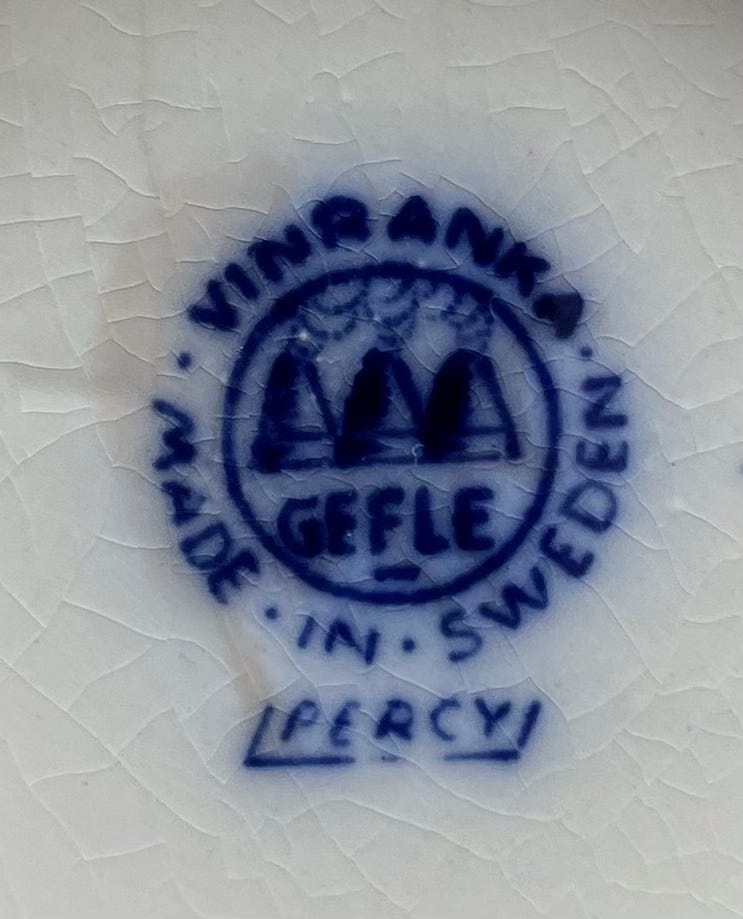 VINRANKA
GEFLE
· MADE · IN · SWEDEN ·
PERCY